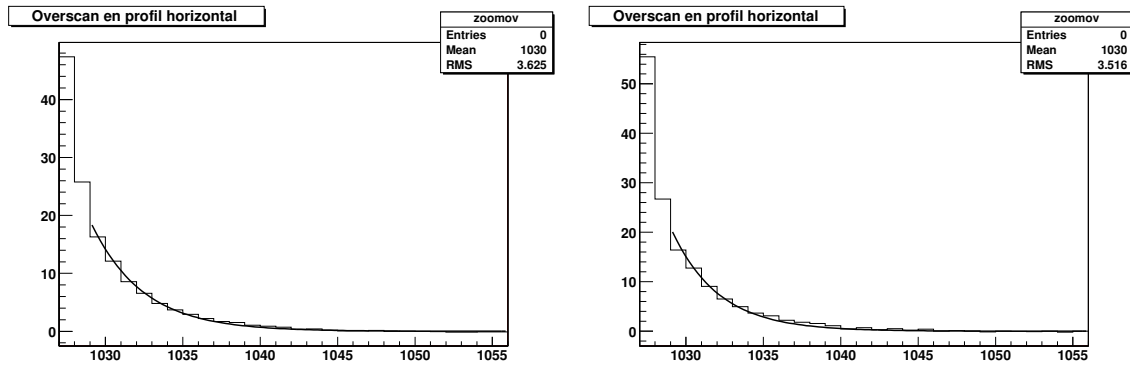 Overscan en profil horizontal
zoomov
Entries 0
Mean 1030
RMS 3.625
40
30
20
10
0
1030 1035 1040 1045 1050 1055
Overscan en profil horizontal
zoomov
Entries 0
Mean 1030
RMS 3.516
50
40
30
20
10
0
1030 1035 1040 1045 1050 1055